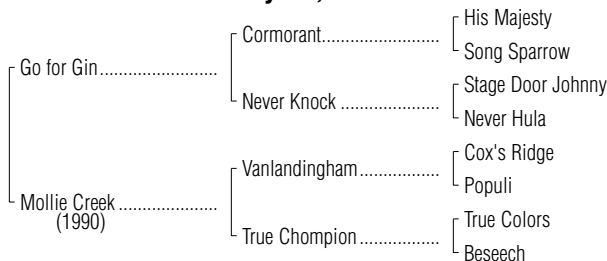 Cormorant
His Majesty
Song Sparrow
Go for Gin
Never Knock
Stage Door Johnny
Never Hula
Vanlandingham
Cox's Ridge
Populi
Mollie Creek
(1990)
True Chompion
True Colors
Beseech